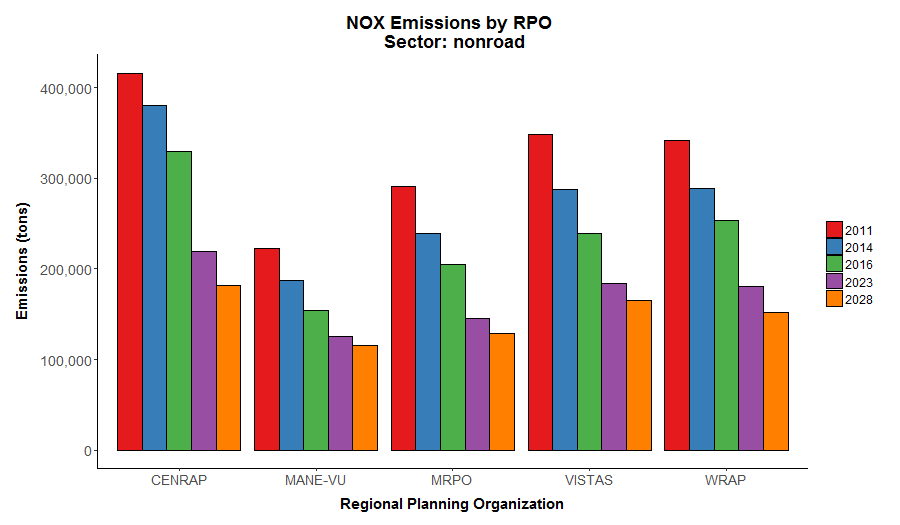 NOX Emissions by RPO
Sector: nonroad
Emissions (tons)
400,000
300,000
200,000
100,000
0
CENRAP
MANE-VU
MRPO
VISTAS
WRAP
Regional Planning Organization
2011
2014
2016
2023
2028